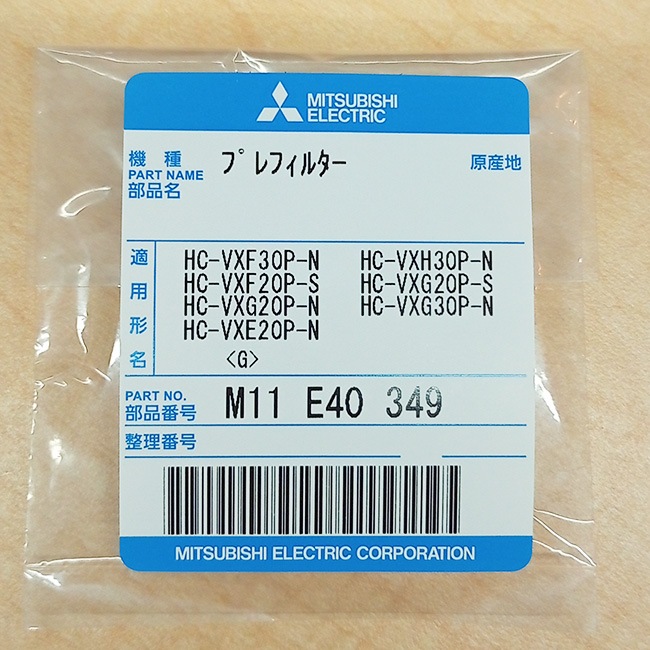 MITSUBISHI
ELECTRIC
機種 プレフィルター 原産地
PART NAME
部品名
適用形名
HC-VXF30P-N HC-VXH30P-N
HC-VXF20P-S HC-VXG20P-S
HC-VXG20P-N HC-VXG30P-N
HC-VXE20P-N
<G>
PART NO.
部品番号 M11 E40 349
整理番号
MITSUBISHI ELECTRIC CORPORATION